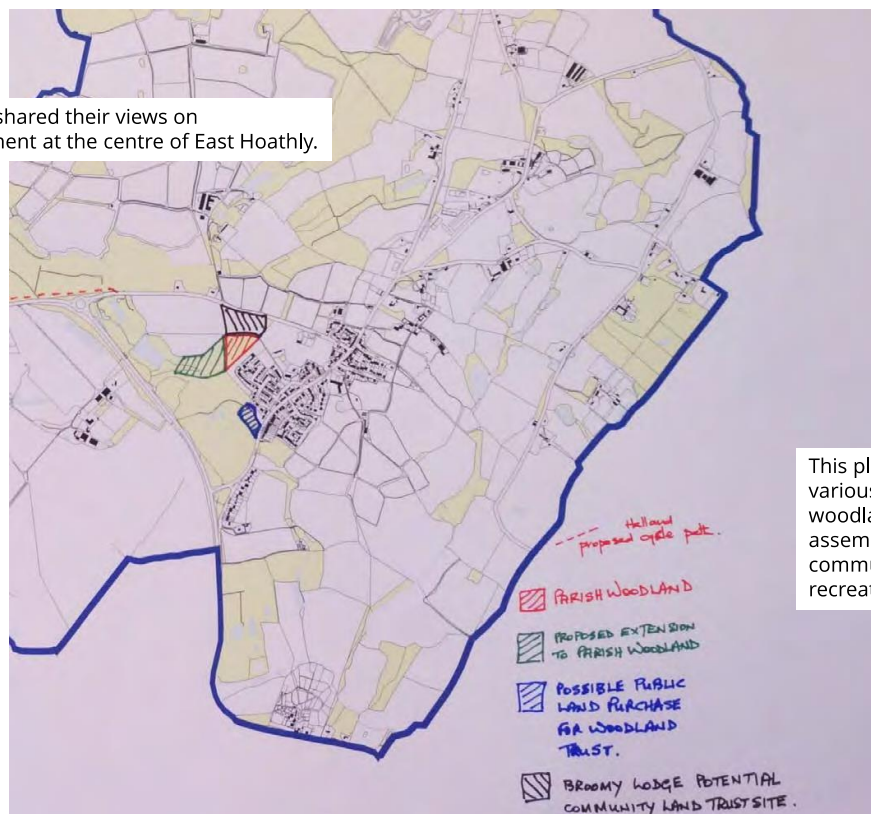 shared their views on
ment at the centre of East Hoathly.
This pl
various
woodla
assem
commu
recreat
Halland
proposed cycle path.
PARISH WOODLAND
PROPOSED EXTENSION
TO PARISH WOODLAND
POSSIBLE PUBLIC
LAND PURCHASE
FOR WOODLAND
TRUST.
BROOMY LODGE POTENTIAL
COMMUNITY LAND TRUST SITE.